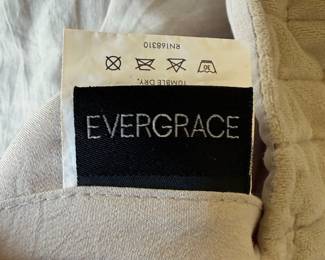 EVERGRACE
TUMBLE DRY,
30
RN168310